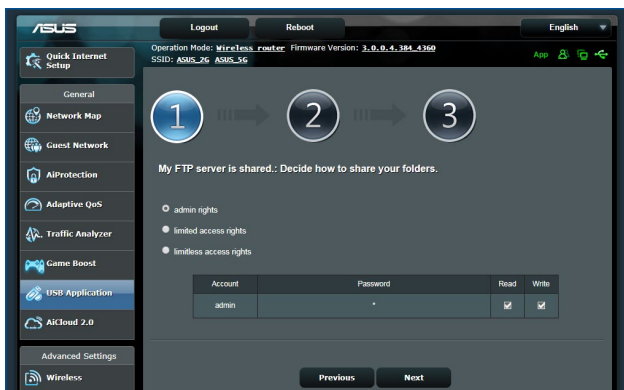 ASUS
Logout
Reboot
English
Operation Mode: Wireless router Firmware Version: 3.0.0.4.384_4360
SSID: ASUS_2G ASUS_5G
App
Quick Internet
Setup
General
Network Map
Guest Network
AiProtection
Adaptive QoS
Traffic Analyzer
Game Boost
USB Application
AiCloud 2.0
Advanced Settings
Wireless
1
2
3
My FTP server is shared.: Decide how to share your folders.
admin rights
limited access rights
limitless access rights
Account Password Read Write
admin *
Previous
Next